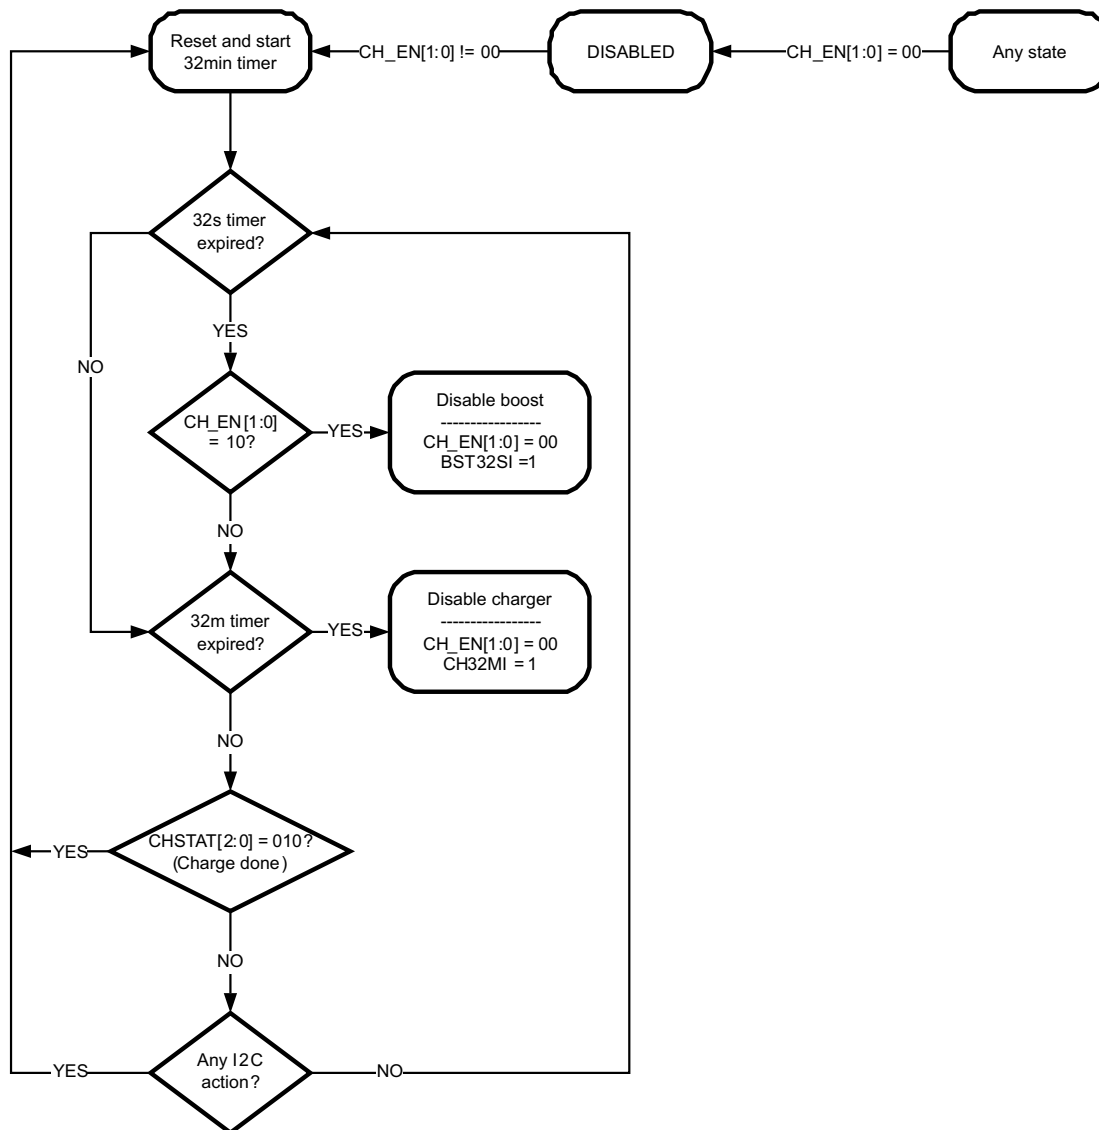 Reset and start
32min timer
CH_EN[1:0] != 00
DISABLED
CH_EN[1:0] = 00
Any state
32s timer
expired?
NO
YES
CH_EN[1:0]
= 10?
YES
Disable boost
-----------------
CH_EN[1:0] = 00
BST32SI =1
NO
32m timer
expired?
YES
Disable charger
-----------------
CH_EN[1:0] = 00
CH32MI = 1
NO
CHSTAT[2:0] = 010?
(Charge done)
YES
NO
Any I2C
action?
YES
NO